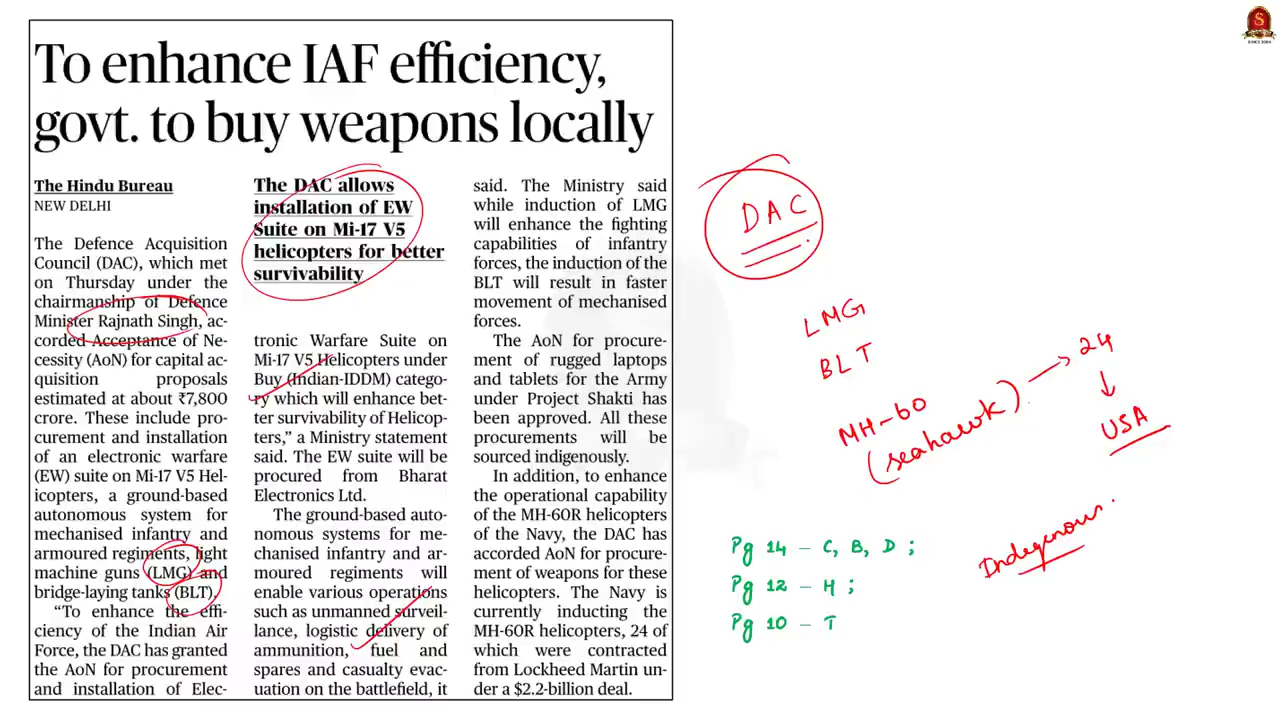 To enhance IAF efficiency,
govt. to buy weapons locally
The Hindu Bureau
NEW DELHI
The Defence Acquisition
Council (DAC), which met
on Thursday under the
chairmanship of Defence
Minister Rajnath Singh, ac-
corded Acceptance of Ne-
cessity (AoN) for capital ac-
quisition proposals
estimated at about ₹7,800
crore. These include pro-
curement and installation
of an electronic warfare
(EW) suite on Mi-17 V5 Hel-
icopters, a ground-based
autonomous system for
mechanised infantry and
armoured regiments, light
machine guns (LMG) and
bridge-laying tanks (BLT).
“To enhance the effi-
ciency of the Indian Air
Force, the DAC has granted
the AoN for procurement
and installation of Elec-
The DAC allows
installation of EW
Suite on Mi-17 V5
helicopters for better
survivability
tronic Warfare Suite on
Mi-17 V5 Helicopters under
Buy (Indian-IDDM) catego-
ry which will enhance bet-
ter survivability of Helicop-
ters,” a Ministry statement
said. The EW suite will be
procured from Bharat
Electronics Ltd.
The ground-based auto-
nomous systems for me-
chanised infantry and ar-
moured regiments will
enable various operations
such as unmanned surveil-
lance, logistic delivery of
ammunition, fuel and
spares and casualty evac-
uation on the battlefield, it
said. The Ministry said
while induction of LMG
will enhance the fighting
capabilities of infantry
forces, the induction of the
BLT will result in faster
movement of mechanised
forces.
The AoN for procure-
ment of rugged laptops
and tablets for the Army
under Project Shakti has
been approved. All these
procurements will be
sourced indigenously.
In addition, to enhance
the operational capability
of the MH-60R helicopters
of the Navy, the DAC has
accorded AoN for procure-
ment of weapons for these
helicopters. The Navy is
currently inducting the
MH-60R helicopters, 24 of
which were contracted
from Lockheed Martin un-
der a $2.2-billion deal.
S
SINCE 2004
DAC
LMG
BLT
MH-60 → 24
(seahawk)
↓
USA
Indegenous.
Pg 14 - C, B, D ;
Pg 12 - H ;
Pg 10 - T